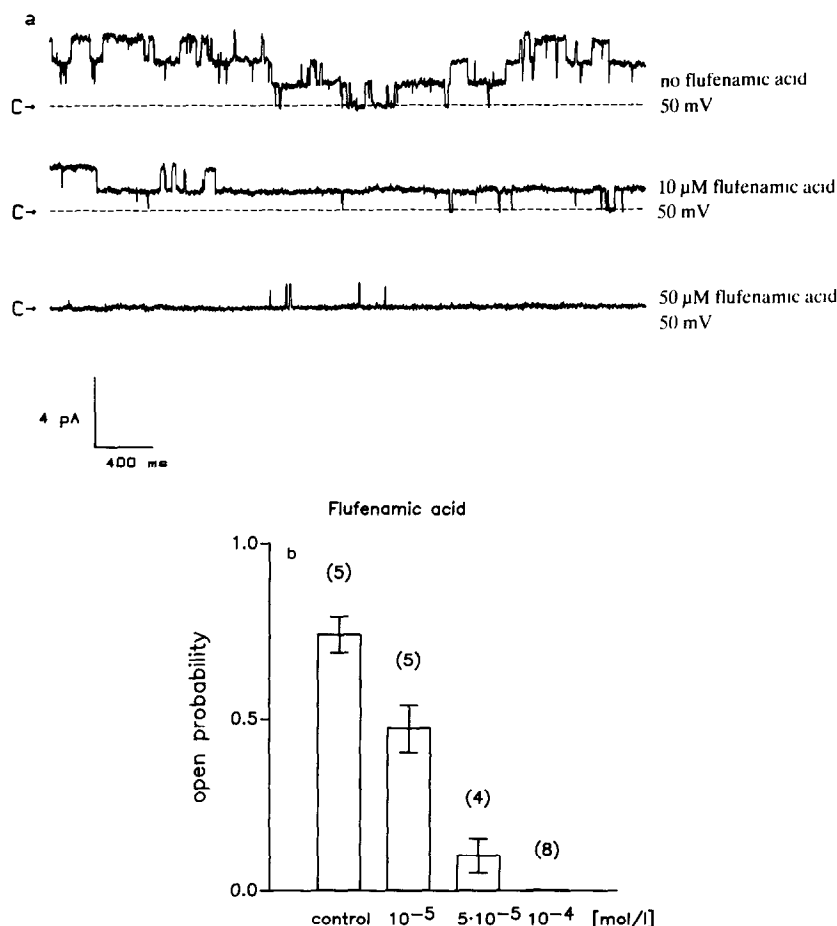 a
no flufenamic acid
C→ 50 mV
10 µM flufenamic acid
C→ 50 mV
50 µM flufenamic acid
C→
50 mV
4 pA
400 ms
Flufenamic acid
1.0
b
(5)
(5)
open probability
0.5
(4)
(8)
0.0
control 10⁻⁵ 5·10⁻⁵ 10⁻⁴ [mol/l]